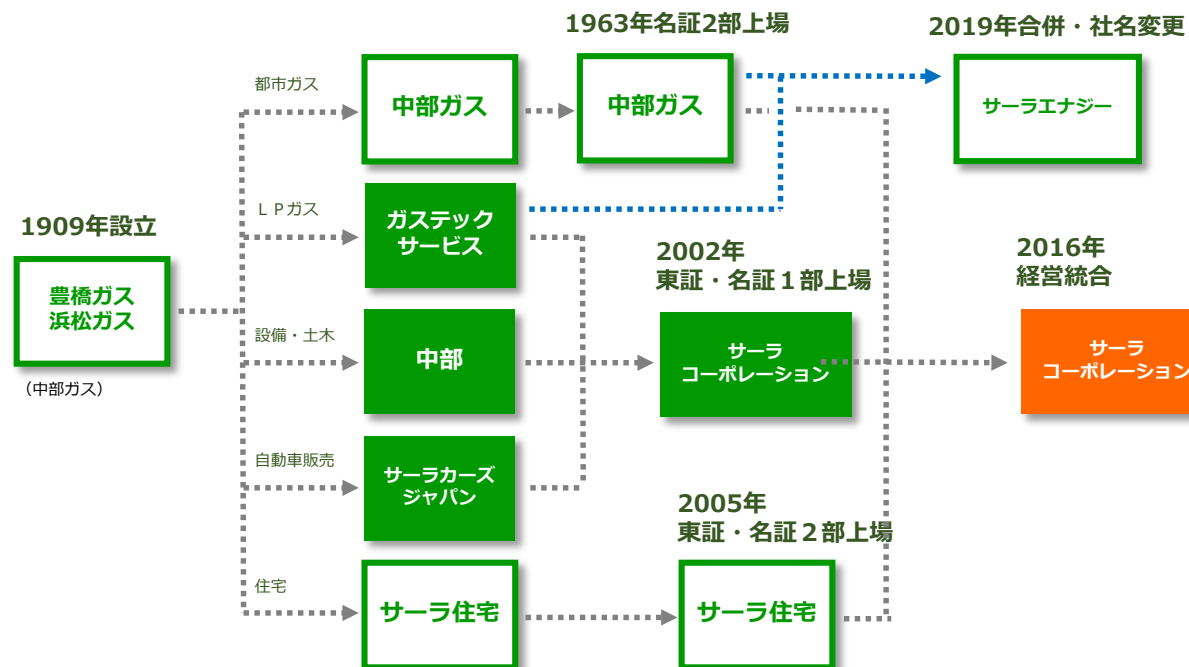 1963年名証2部上場
2019年合併・社名変更
都市ガス
中部ガス
中部ガス
サーラエナジー
ＬＰガス
1909年設立
ガステック
サービス
2002年
東証・名証１部上場
2016年
経営統合
豊橋ガス
浜松ガス
（中部ガス）
設備・土木
中部
サーラ
コーポレーション
サーラ
コーポレーション
自動車販売
サーラカーズ
ジャパン
2005年
東証・名証２部上場
住宅
サーラ住宅
サーラ住宅